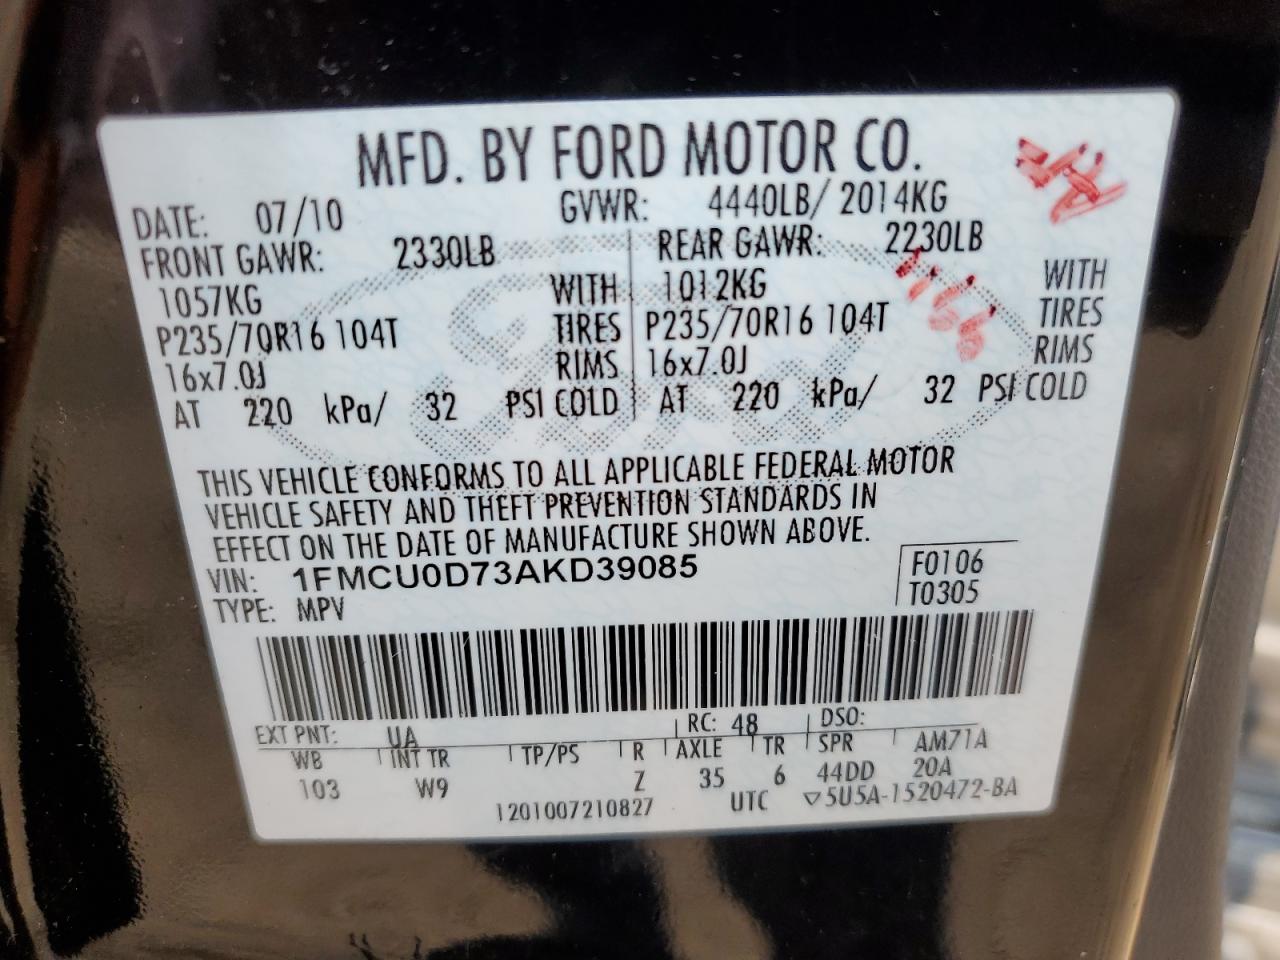 MFD. BY FORD MOTOR CO.
DATE: 07/10 GVWR: 4440LB/ 2014KG
FRONT GAWR: 2330LB REAR GAWR: 2230LB
1057KG WITH 1012KG WITH
P235/70R16 104T TIRES P235/70R16 104T TIRES
16x7.0J RIMS 16x7.0J RIMS
AT 220 kPa/ 32 PSI COLD AT 220 kPa/ 32 PSI COLD
THIS VEHICLE CONFORMS TO ALL APPLICABLE FEDERAL MOTOR
VEHICLE SAFETY AND THEFT PREVENTION STANDARDS IN
EFFECT ON THE DATE OF MANUFACTURE SHOWN ABOVE.
VIN: 1FMCU0D73AKD39085 F0106
TYPE: MPV T0305
EXT PNT: UA RC: 48 DSO:
WB INT TR TP/PS R AXLE TR SPR AM71A
103 W9 Z 35 6 44DD 20A
1201007210827 UTC ▽5U5A-1520472-BA